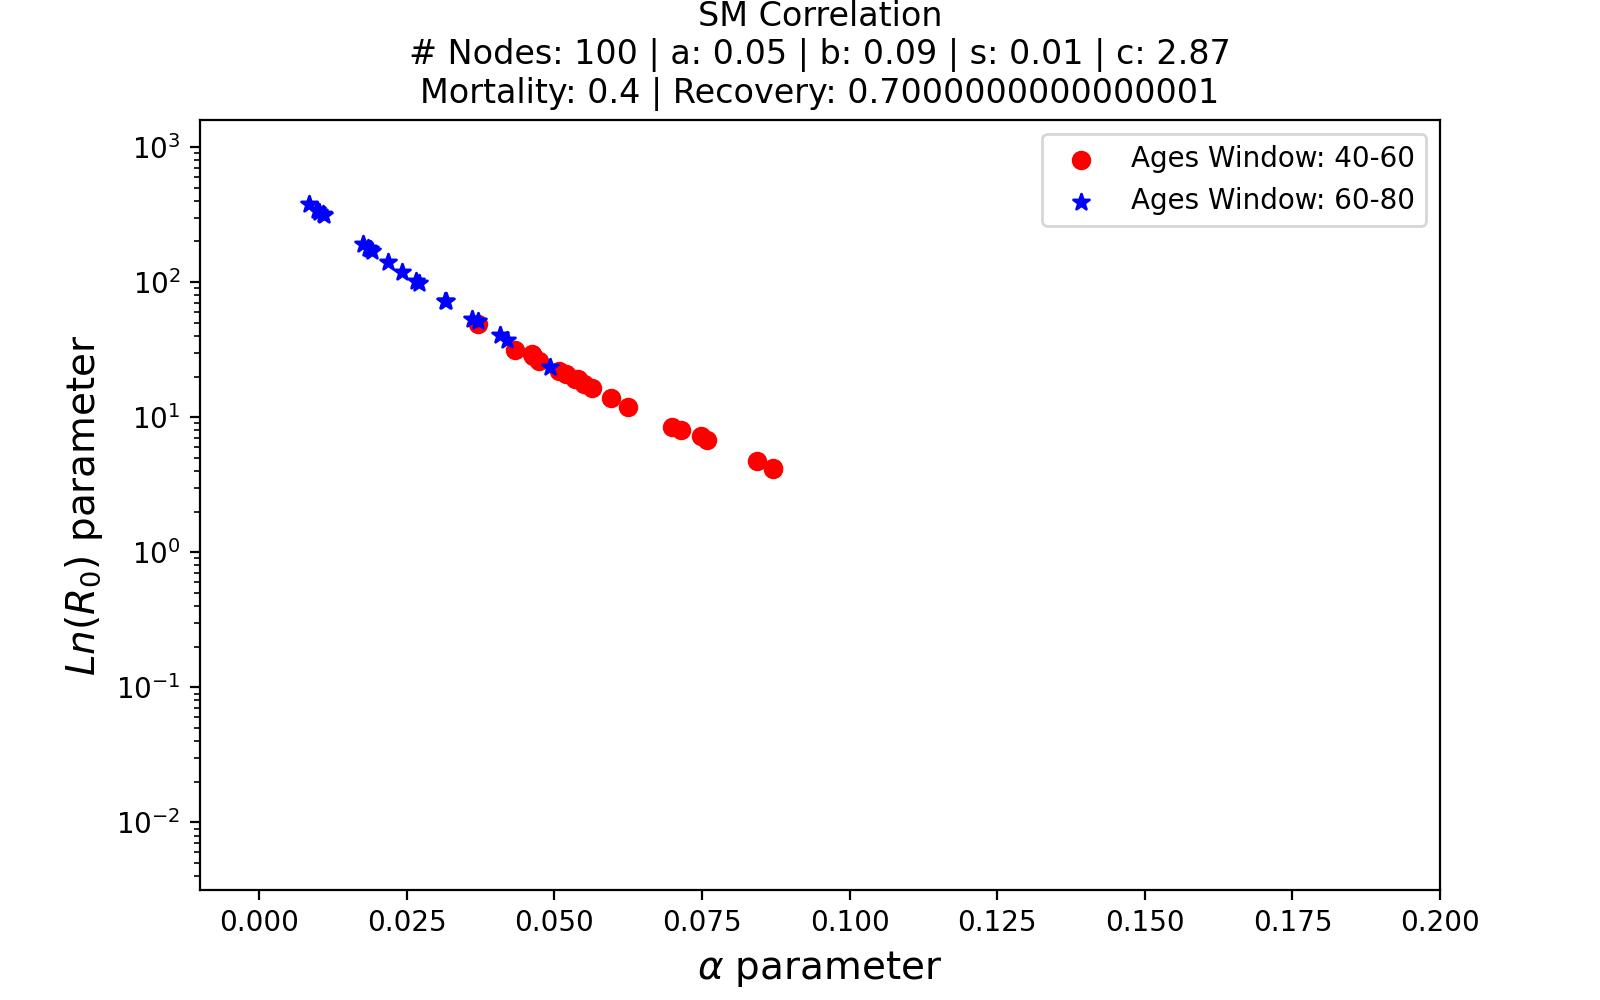 SM Correlation
# Nodes: 100 | a: 0.05 | b: 0.09 | s: 0.01 | c: 2.87
Mortality: 0.4 | Recovery: 0.7000000000000001
Ages Window: 40-60
Ages Window: 60-80
10³
10²
10¹
10⁰
10⁻¹
10⁻²
Ln(R₀) parameter
0.000 0.025 0.050 0.075 0.100 0.125 0.150 0.175 0.200
α parameter